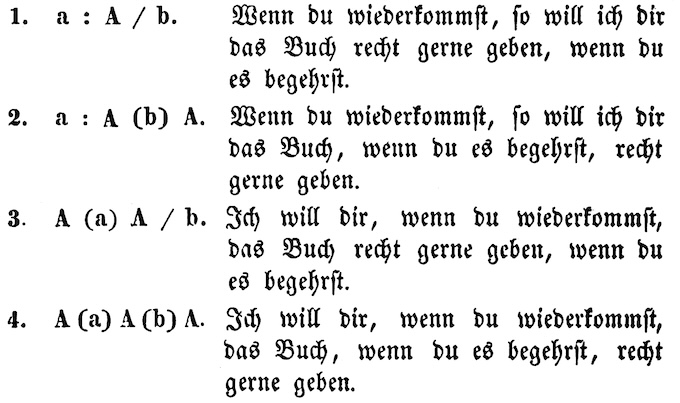 1. a : A / b. Wenn du wiederkommst, so will ich dir
das Buch recht gerne geben, wenn du
es begehrst.
2. a : A (b) A. Wenn du wiederkommst, so will ich dir
das Buch, wenn du es begehrst, recht
gerne geben.
3. A (a) A / b. Ich will dir, wenn du wiederkommst,
das Buch recht gerne geben, wenn du
es begehrst.
4. A (a) A (b) A. Ich will dir, wenn du wiederkommst,
das Buch, wenn du es begehrst, recht
gerne geben.